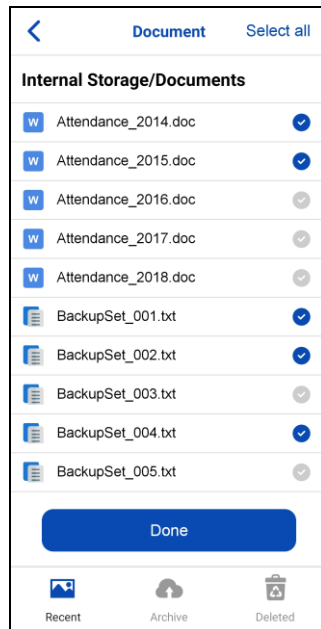 Document Select all
Internal Storage/Documents
W Attendance_2014.doc
W Attendance_2015.doc
W Attendance_2016.doc
W Attendance_2017.doc
W Attendance_2018.doc
BackupSet_001.txt
BackupSet_002.txt
BackupSet_003.txt
BackupSet_004.txt
BackupSet_005.txt
Done
Recent Archive Deleted